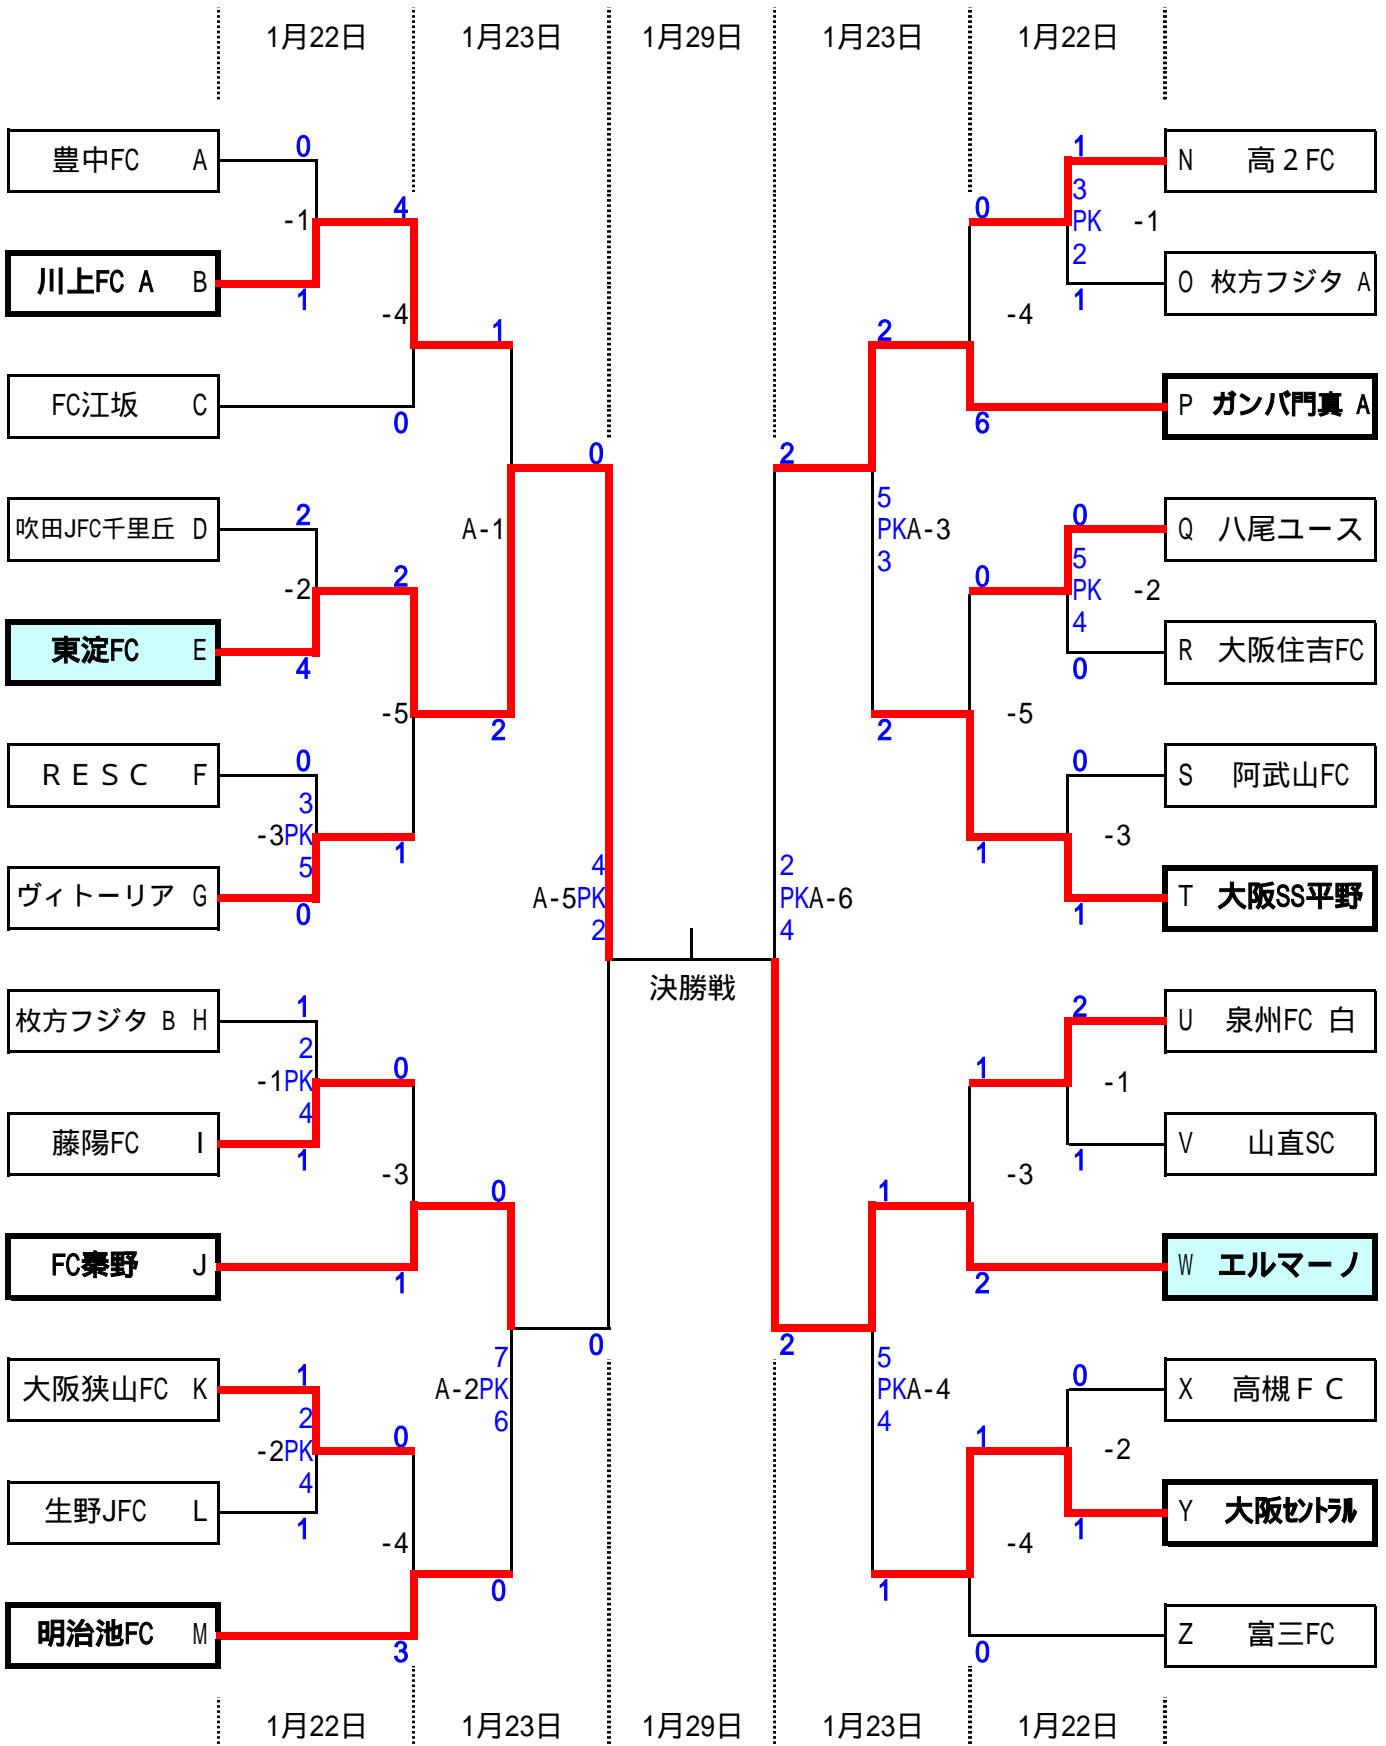 1月22日 1月23日 1月29日 1月23日 1月22日
0 1
豊中FC A N 高２FC
3
4 0
-1 PK -1
2
川上FC A B O 枚方フジタ A
1 1
-4 -4
1 2
FC江坂 C P ガンバ門真 A
0 6
0 2
5
2 0
吹田JFC千里丘 D A-1 PKA-3 Q 八尾ユース
3 5
2 0
-2 PK -2
4
東淀FC E R 大阪住吉FC
4 0
-5 -5
2 2
0 0
RESC F S 阿武山FC
3
-3PK -3
1 1
5 4 2
ヴィトーリア G A-5PK PKA-6 T 大阪SS平野
0 2 4 1
決勝戦
1 2
枚方フジタ B H U 泉州FC 白
2
0 1
-1PK -1
4
藤陽FC I V 山直SC
1 1
-3 -3
0 1
FC秦野 J W エルマーノ
1 2
0 2
7 5
1 0
大阪狭山FC K A-2PK PKA-4 X 高槻ＦＣ
2 6 4
0 1
-2PK -2
4
生野JFC L Y 大阪ｾﾝﾄﾗﾙ
1 1
-4 -4
0 1
明治池FC M Z 富三FC
3 0
1月22日 1月23日 1月29日 1月23日 1月22日